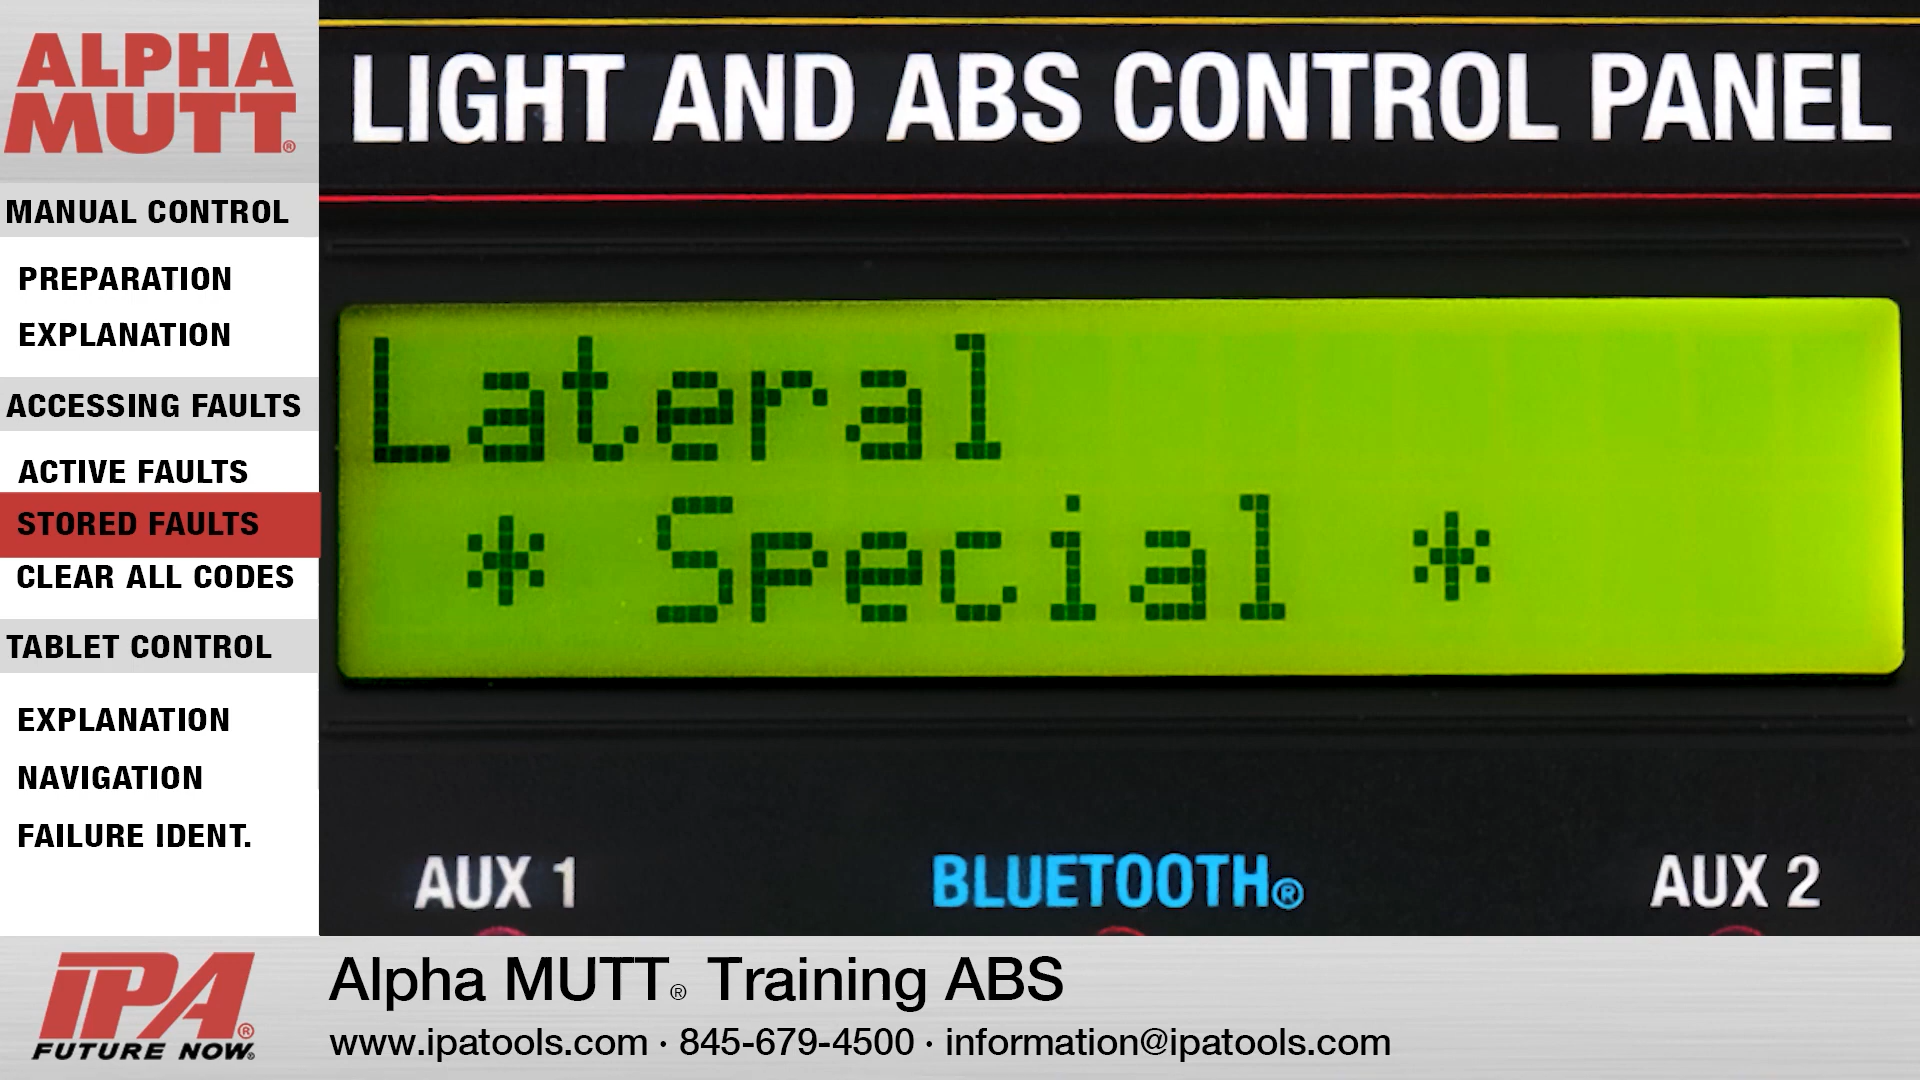 ALPHA
MUTT®
MANUAL CONTROL
PREPARATION
EXPLANATION
ACCESSING FAULTS
ACTIVE FAULTS
STORED FAULTS
CLEAR ALL CODES
TABLET CONTROL
EXPLANATION
NAVIGATION
FAILURE IDENT.
LIGHT AND ABS CONTROL PANEL
Lateral
* Special *
AUX 1
BLUETOOTH®
AUX 2
IPA®
FUTURE NOW®
Alpha MUTT® Training ABS
www.ipatools.com · 845-679-4500 · information@ipatools.com